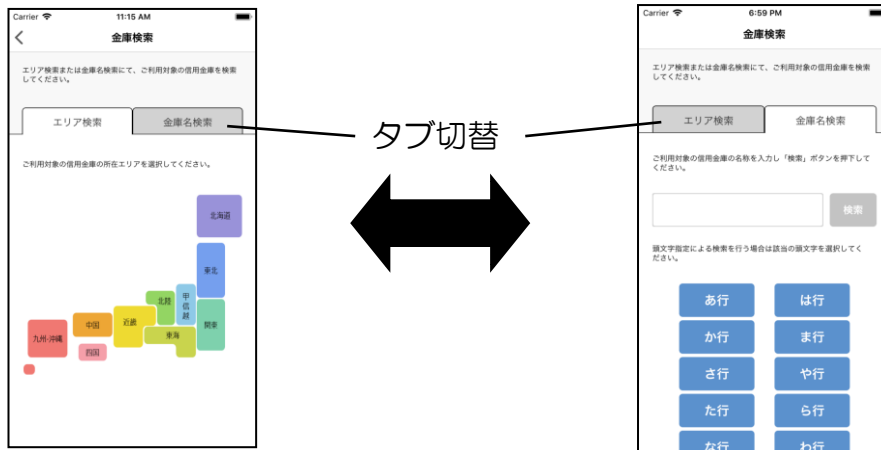 Carrier 11:15 AM
金庫検索
エリア検索または金庫名検索にて、ご利用対象の信用金庫を検索
してください。
エリア検索 金庫名検索
ご利用対象の信用金庫の所在エリアを選択してください。
北海道
東北
北陸
甲信越
関東
中国
近畿
東海
九州・沖縄
四国
タブ切替
Carrier 6:59 PM
金庫検索
エリア検索または金庫名検索にて、ご利用対象の信用金庫を検索
してください。
エリア検索 金庫名検索
ご利用対象の信用金庫の名称を入力し「検索」ボタンを押下して
ください。
検索
頭文字指定による検索を行う場合は該当の頭文字を選択してく
ださい。
あ行 は行
か行 ま行
さ行 や行
た行 ら行
な行 わ行